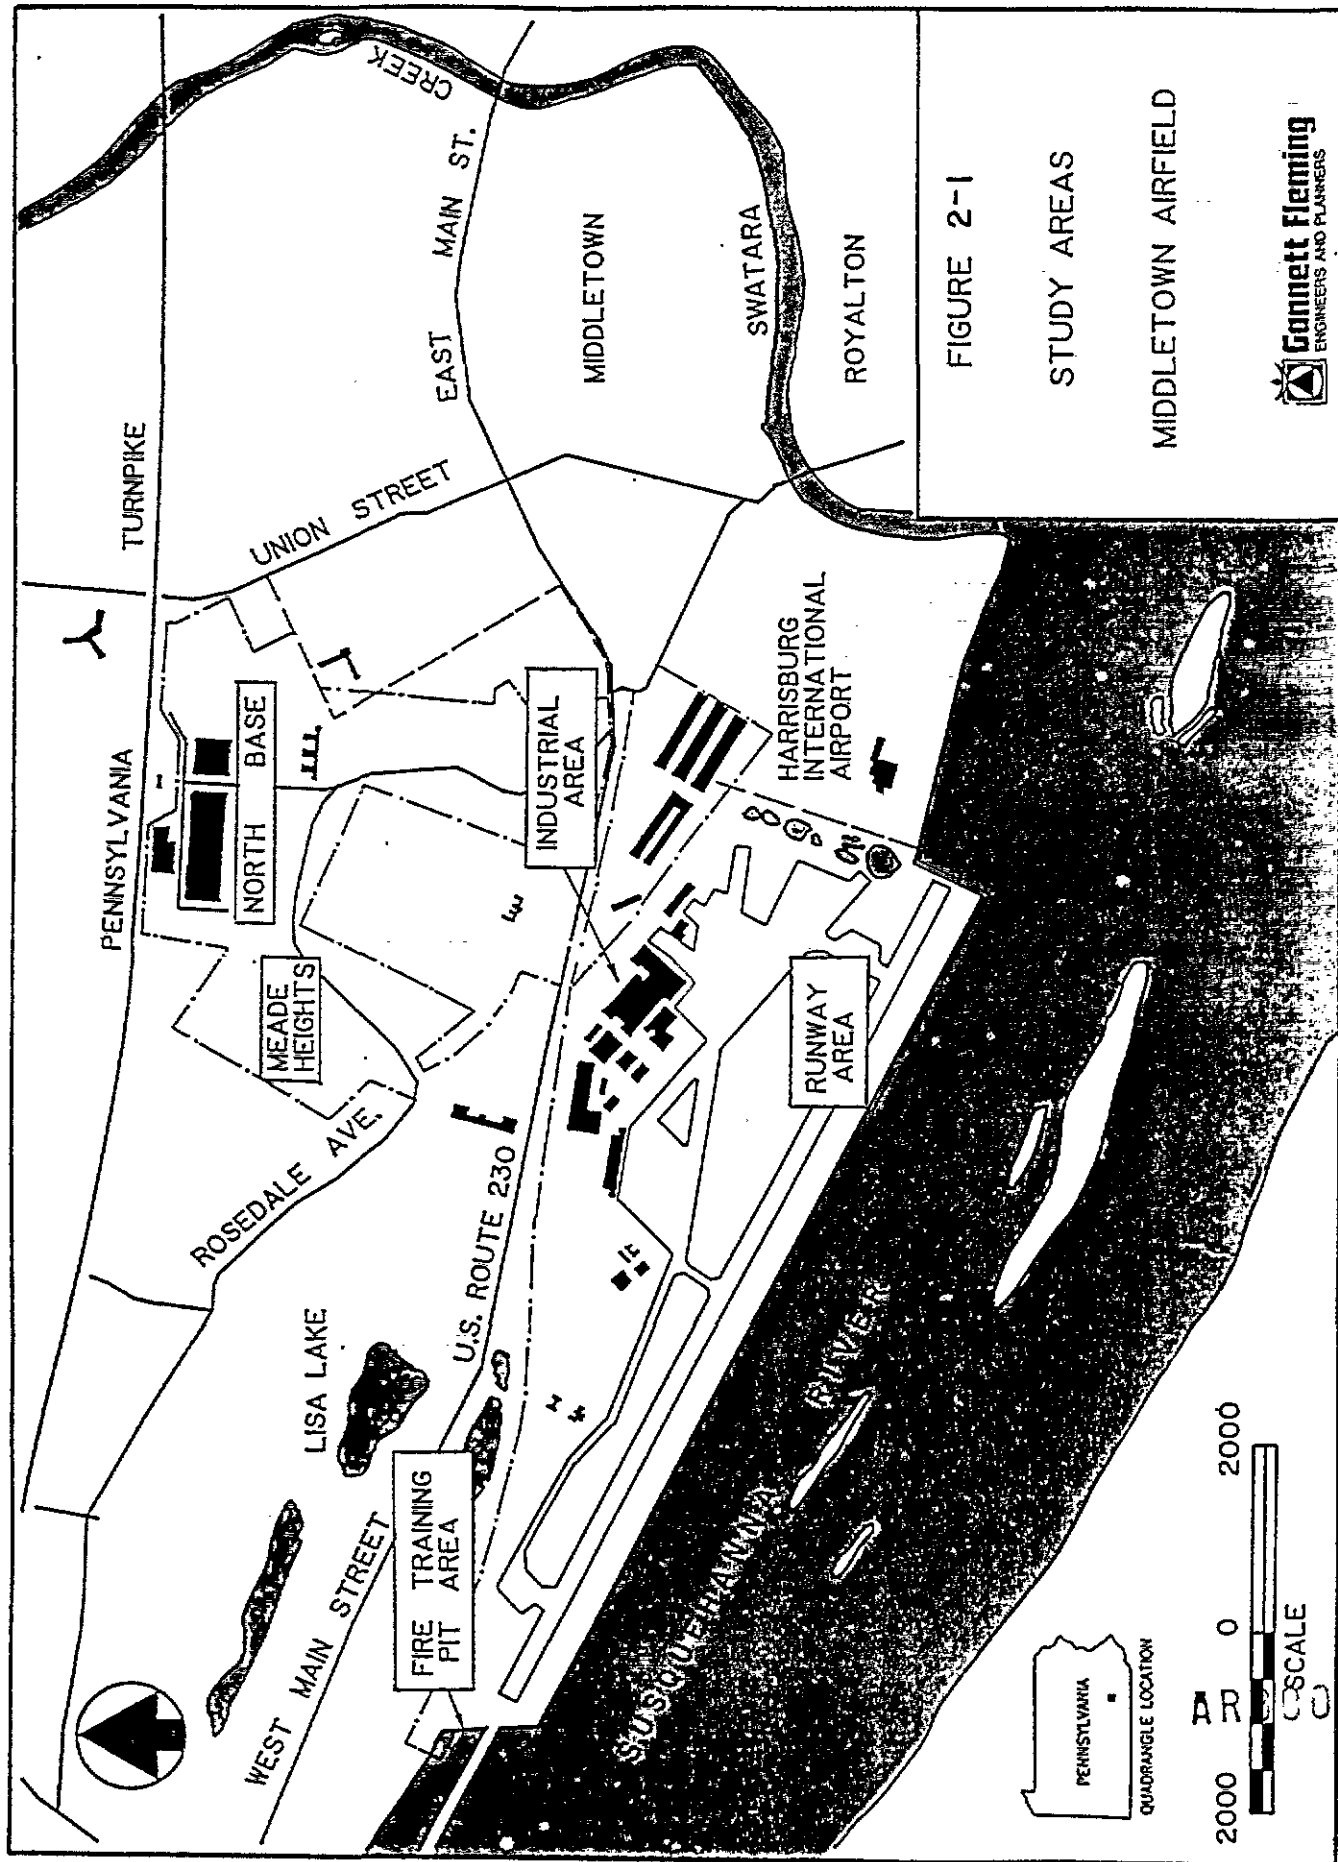 PENNSYLVANIA
TURNPIKE
CREEK
NORTH BASE
MEADE
HEIGHTS
UNION STREET
EAST MAIN ST.
ROSEDALE AVE.
MIDDLETOWN
INDUSTRIAL
AREA
LISA LAKE
U.S. ROUTE 230
WEST MAIN STREET
FIRE TRAINING
PIT AREA
SWATARA
ROYALTON
HARRISBURG
INTERNATIONAL
AIRPORT
RUNWAY
AREA
SUSQUEHANNA RIVER
PENNSYLVANIA
QUADRANGLE LOCATION
2000 0 2000
SCALE
AR
FIGURE 2-1
STUDY AREAS
MIDDLETOWN AIRFIELD
Gannett Fleming
ENGINEERS AND PLANNERS